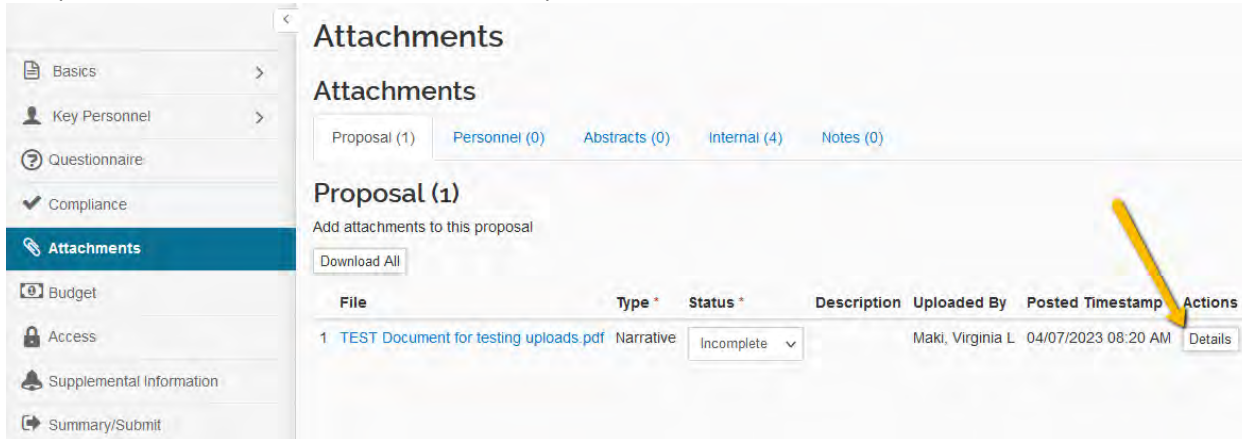 Attachments
Basics
Attachments
Key Personnel
Proposal (1) Personnel (0) Abstracts (0) Internal (4) Notes (0)
Questionnaire
Proposal (1)
Compliance
Add attachments to this proposal
Attachments
Download All
Budget
File Type * Status * Description Uploaded By Posted Timestamp Actions
Access
1 TEST Document for testing uploads.pdf Narrative Incomplete Maki, Virginia L 04/07/2023 08:20 AM Details
Supplemental Information
Summary/Submit